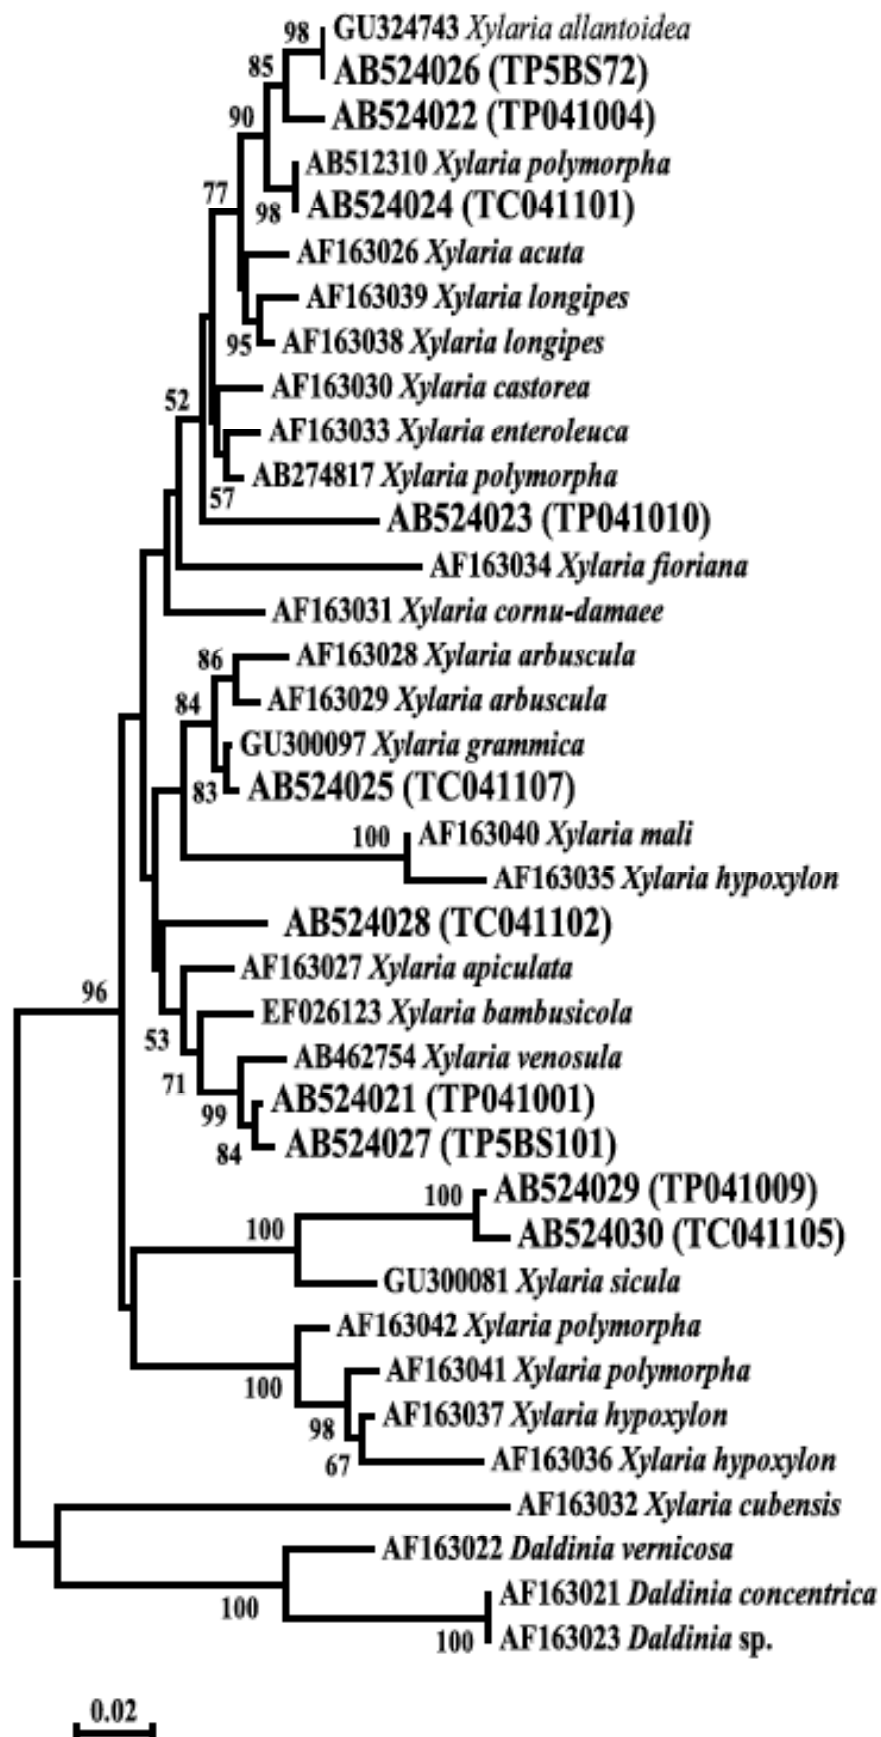 98
GU324743 Xylaria allantoidea
85
AB524026 (TP5BS72)
90
AB524022 (TP041004)
AB512310 Xylaria polymorpha
77
98
AB524024 (TC041101)
AF163026 Xylaria acuta
AF163039 Xylaria longipes
95
AF163038 Xylaria longipes
AF163030 Xylaria castorea
52
AF163033 Xylaria enteroleuca
AB274817 Xylaria polymorpha
57
AB524023 (TP041010)
AF163034 Xylaria fioriana
AF163031 Xylaria cornu-damaee
86
AF163028 Xylaria arbuscula
84
AF163029 Xylaria arbuscula
GU300097 Xylaria grammica
83
AB524025 (TC041107)
100
AF163040 Xylaria mali
AF163035 Xylaria hypoxylon
AB524028 (TC041102)
AF163027 Xylaria apiculata
96
EF026123 Xylaria bambusicola
53
AB462754 Xylaria venosula
71
AB524021 (TP041001)
99
AB524027 (TP5BS101)
84
100
AB524029 (TP041009)
100
AB524030 (TC041105)
GU300081 Xylaria sicula
AF163042 Xylaria polymorpha
100
AF163041 Xylaria polymorpha
98
AF163037 Xylaria hypoxylon
67
AF163036 Xylaria hypoxylon
AF163032 Xylaria cubensis
AF163022 Daldinia vernicosa
100
AF163021 Daldinia concentrica
100
AF163023 Daldinia sp.
0.02